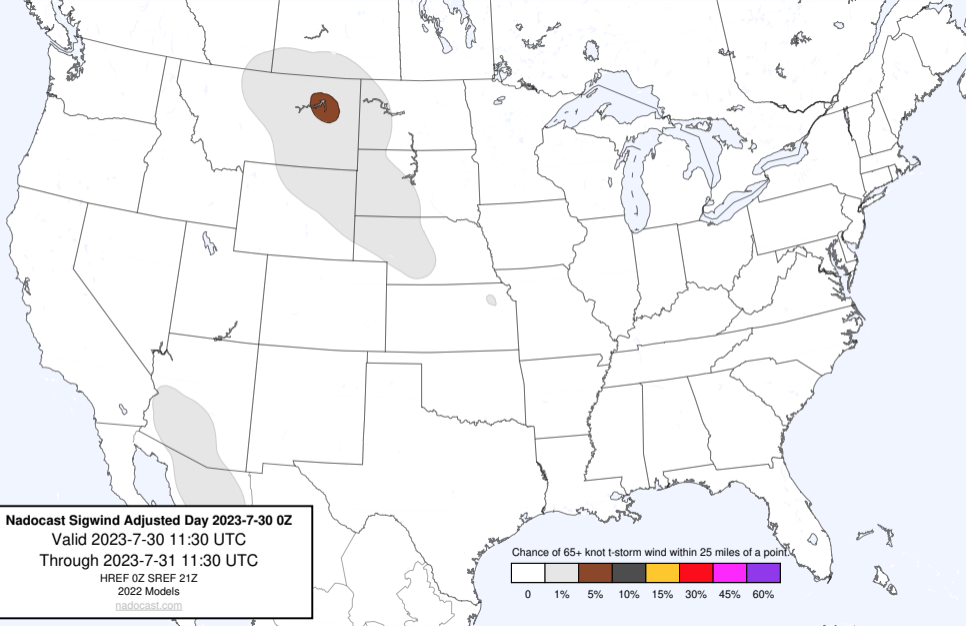 Nadocast Sigwind Adjusted Day 2023-7-30 0Z
Valid 2023-7-30 11:30 UTC
Through 2023-7-31 11:30 UTC
HREF 0Z SREF 21Z
2022 Models
nadocast.com
Chance of 65+ knot t-storm wind within 25 miles of a point.
0 1% 5% 10% 15% 30% 45% 60%